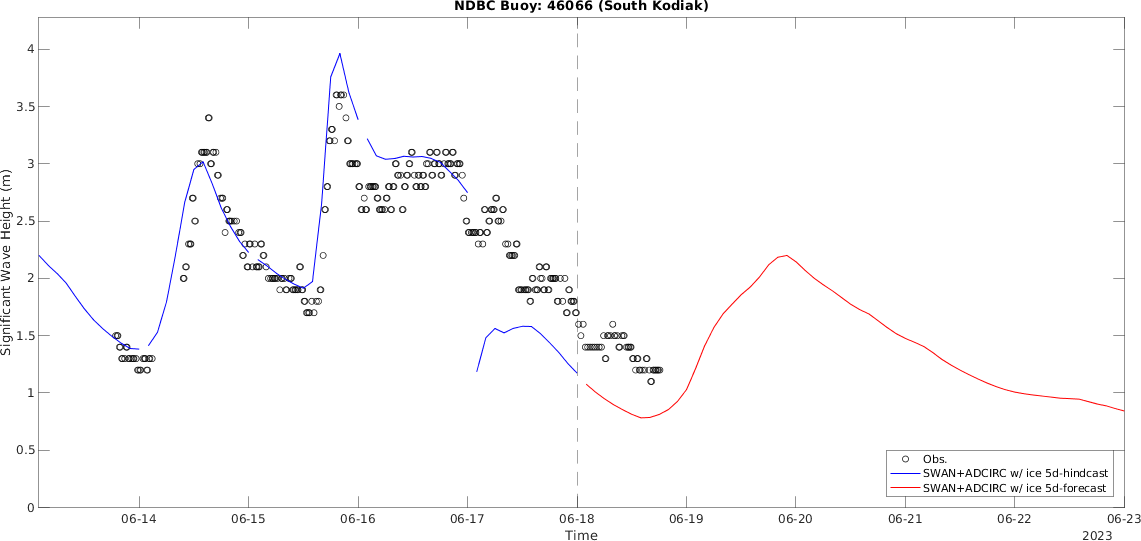 NDBC Buoy: 46066 (South Kodiak)
Significant Wave Height (m)
4
3.5
3
2.5
2
1.5
1
0.5
0
Obs.
SWAN+ADCIRC w/ ice 5d-hindcast
SWAN+ADCIRC w/ ice 5d-forecast
06-14 06-15 06-16 06-17 06-18 06-19 06-20 06-21 06-22 06-23
Time
2023